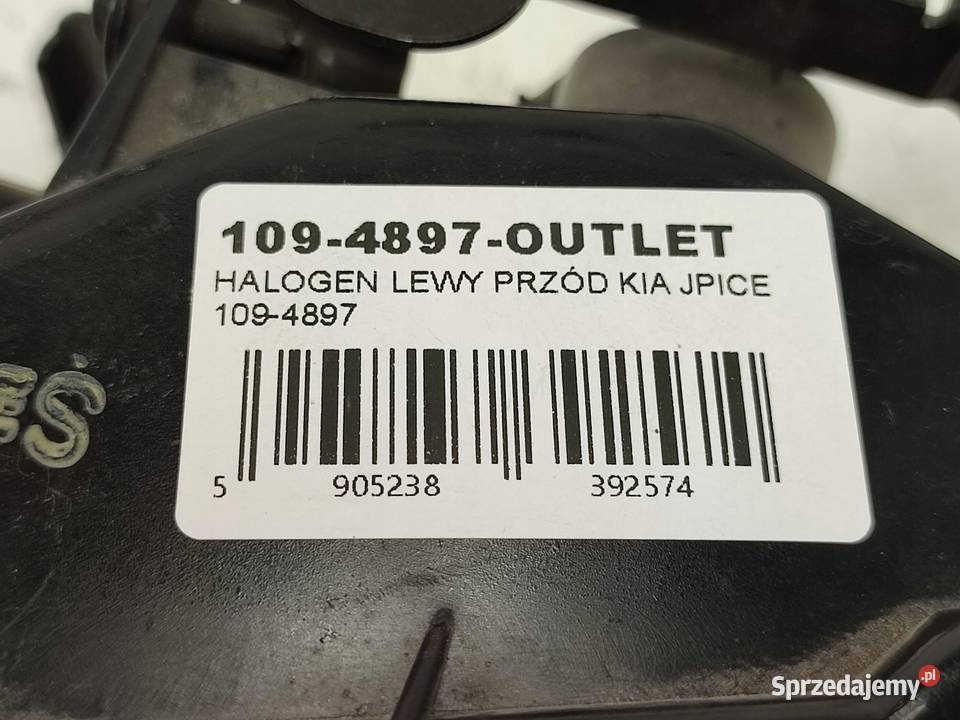 109-4897-OUTLET
HALOGEN LEWY PRZÓD KIA JPICE
109-4897
5 905238 392574
Sprzedajemy.pl